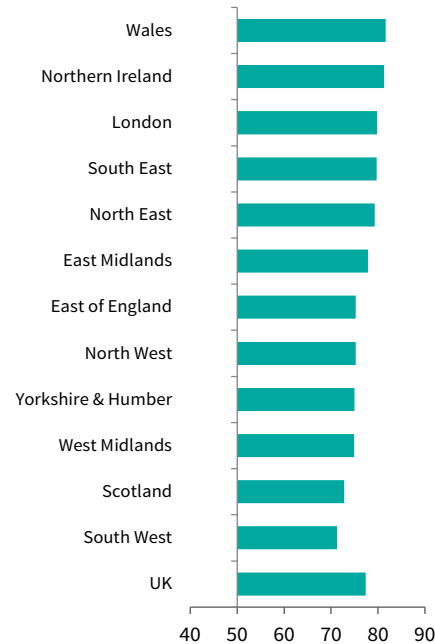 Wales
Northern Ireland
London
South East
North East
East Midlands
East of England
North West
Yorkshire & Humber
West Midlands
Scotland
South West
UK
40 50 60 70 80 90